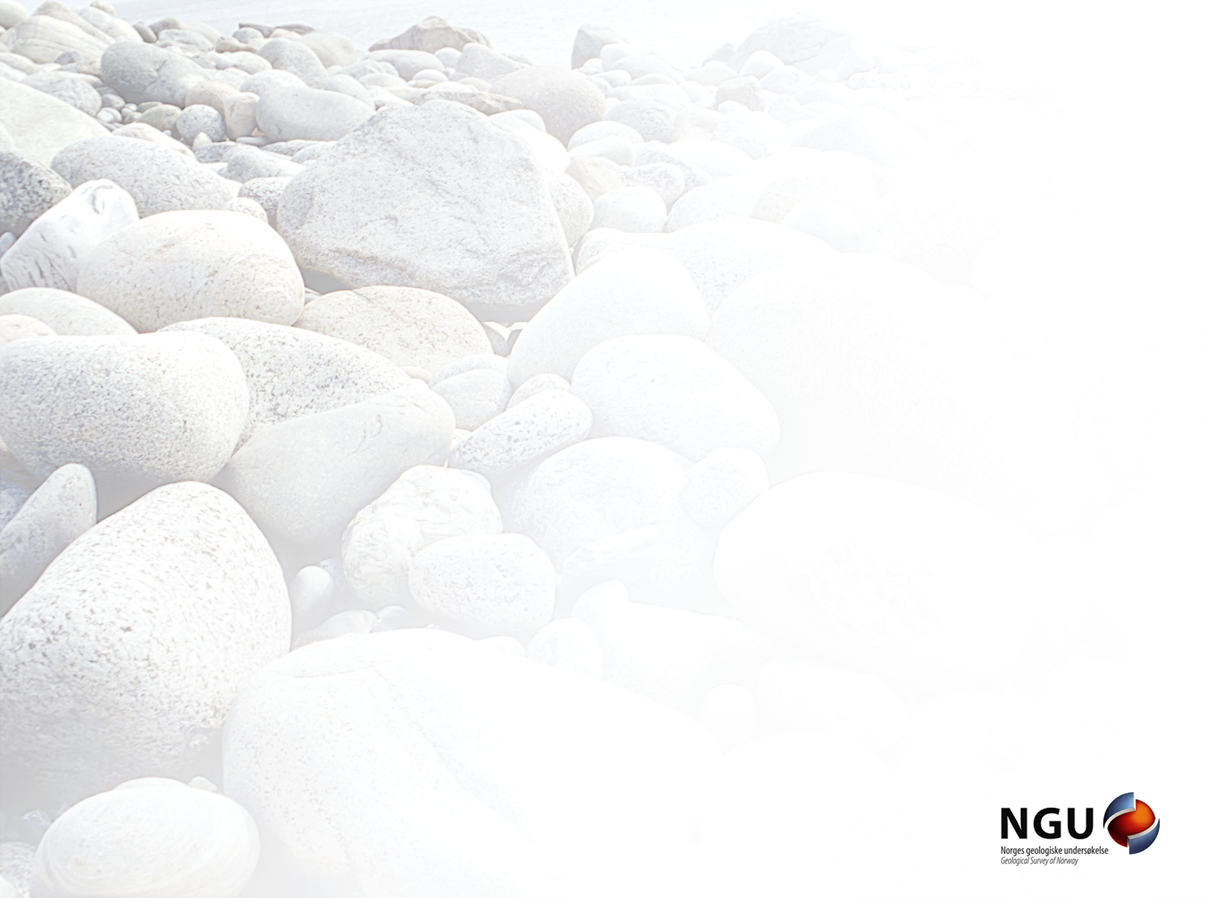 NGU
Norges geologiske undersøkelse
Geological Survey of Norway